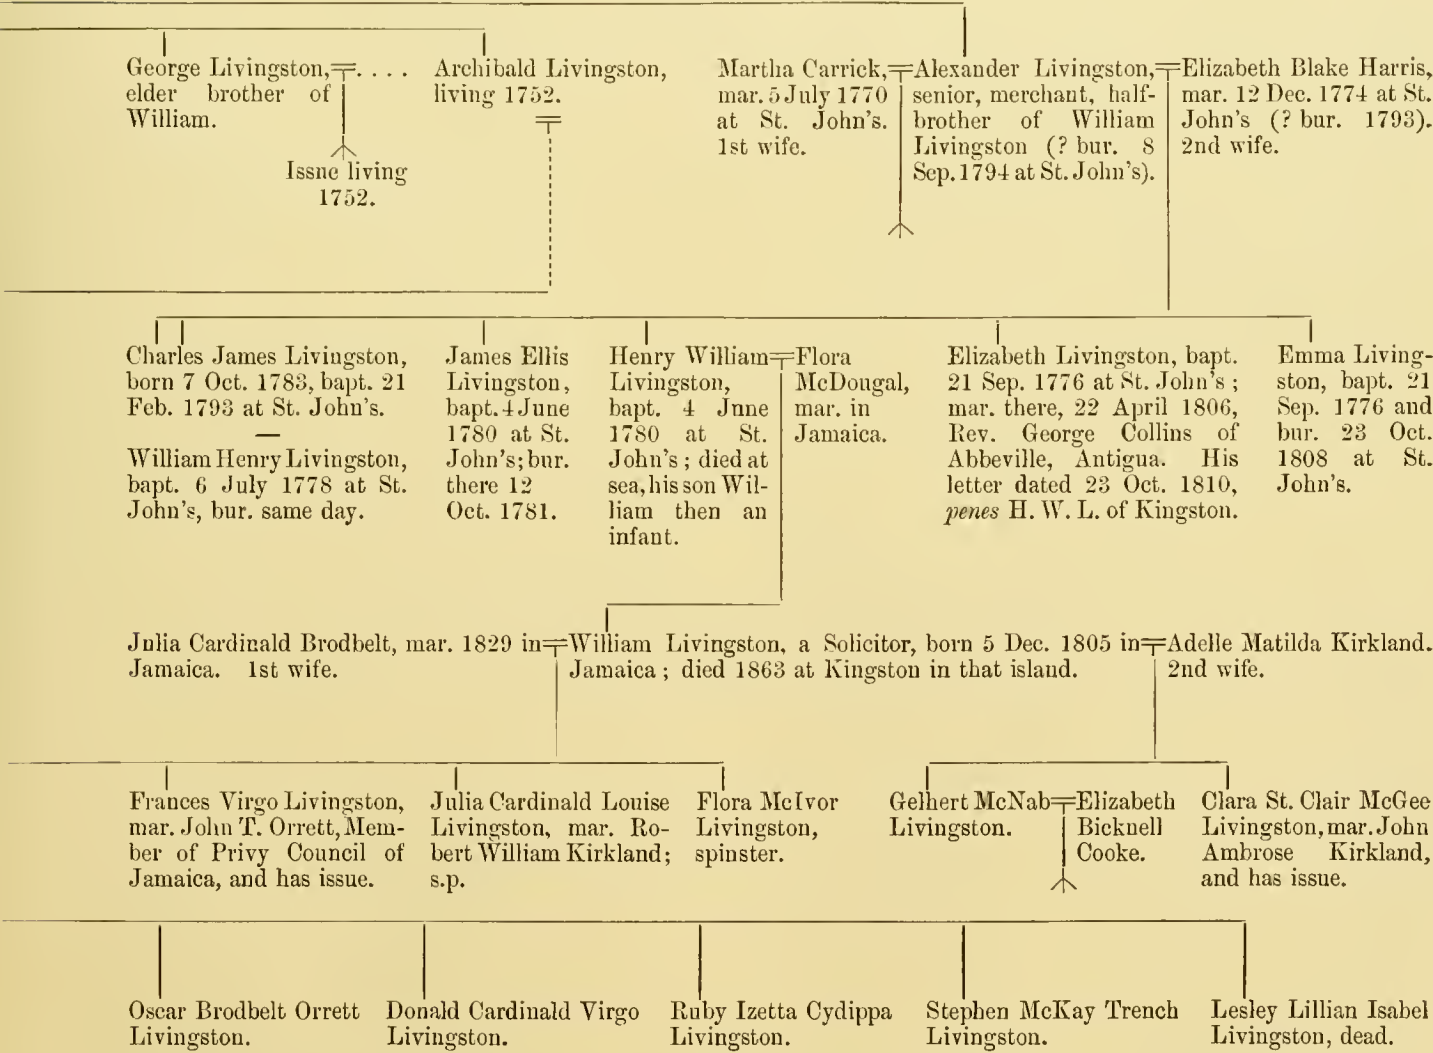 George Livingston,=. . . .
elder brother of
William.
Issue living
1752.
Archibald Livingston,
living 1752.
=
Martha Carrick,=
mar. 5 July 1770
at St. John's.
1st wife.
Alexander Livingston,=
senior, merchant, half-
brother of William
Livingston (? bur. 8
Sep. 1794 at St. John's).
Elizabeth Blake Harris,
mar. 12 Dec. 1774 at St.
John's (? bur. 1793).
2nd wife.
Charles James Livingston,
born 7 Oct. 1783, bapt. 21
Feb. 1793 at St. John's.
—
William Henry Livingston,
bapt. 6 July 1778 at St.
John's, bur. same day.
James Ellis
Livingston,
bapt. 4 June
1780 at St.
John's; bur.
there 12
Oct. 1781.
Henry William=
Livingston,
bapt. 4 June
1780 at St.
John's; died at
sea, his son Wil-
liam then an
infant.
Flora
McDougal,
mar. in
Jamaica.
Elizabeth Livingston, bapt.
21 Sep. 1776 at St. John's;
mar. there, 22 April 1806,
Rev. George Collins of
Abbeville, Antigua. His
letter dated 23 Oct. 1810,
penes H. W. L. of Kingston.
Emma Living-
ston, bapt. 21
Sep. 1776 and
bur. 23 Oct.
1808 at St.
John's.
Julia Cardinald Brodbelt, mar. 1829 in=
Jamaica. 1st wife.
William Livingston, a Solicitor, born 5 Dec. 1805 in=
Jamaica; died 1863 at Kingston in that island.
Adelle Matilda Kirkland.
2nd wife.
Frances Virgo Livingston,
mar. John T. Orrett, Mem-
ber of Privy Council of
Jamaica, and has issue.
Julia Cardinald Louise
Livingston, mar. Ro-
bert William Kirkland;
s.p.
Flora McIvor
Livingston,
spinster.
Gelhert McNab=
Livingston.
Elizabeth
Bicknell
Cooke.
Clara St. Clair McGee
Livingston, mar. John
Ambrose Kirkland,
and has issue.
Oscar Brodbelt Orrett
Livingston.
Donald Cardinald Virgo
Livingston.
Ruby Izetta Cydippa
Livingston.
Stephen McKay Trench
Livingston.
Lesley Lillian Isabel
Livingston, dead.